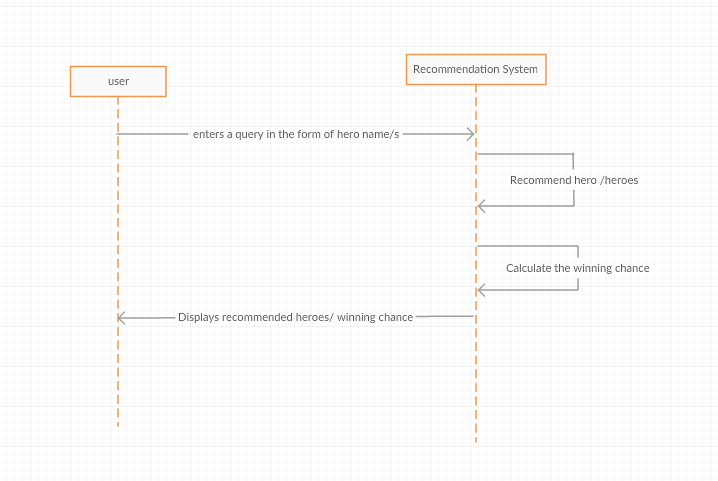 user
Recommendation System
enters a query in the form of hero name/s
Recommend hero /heroes
Calculate the winning chance
Displays recommended heroes/ winning chance